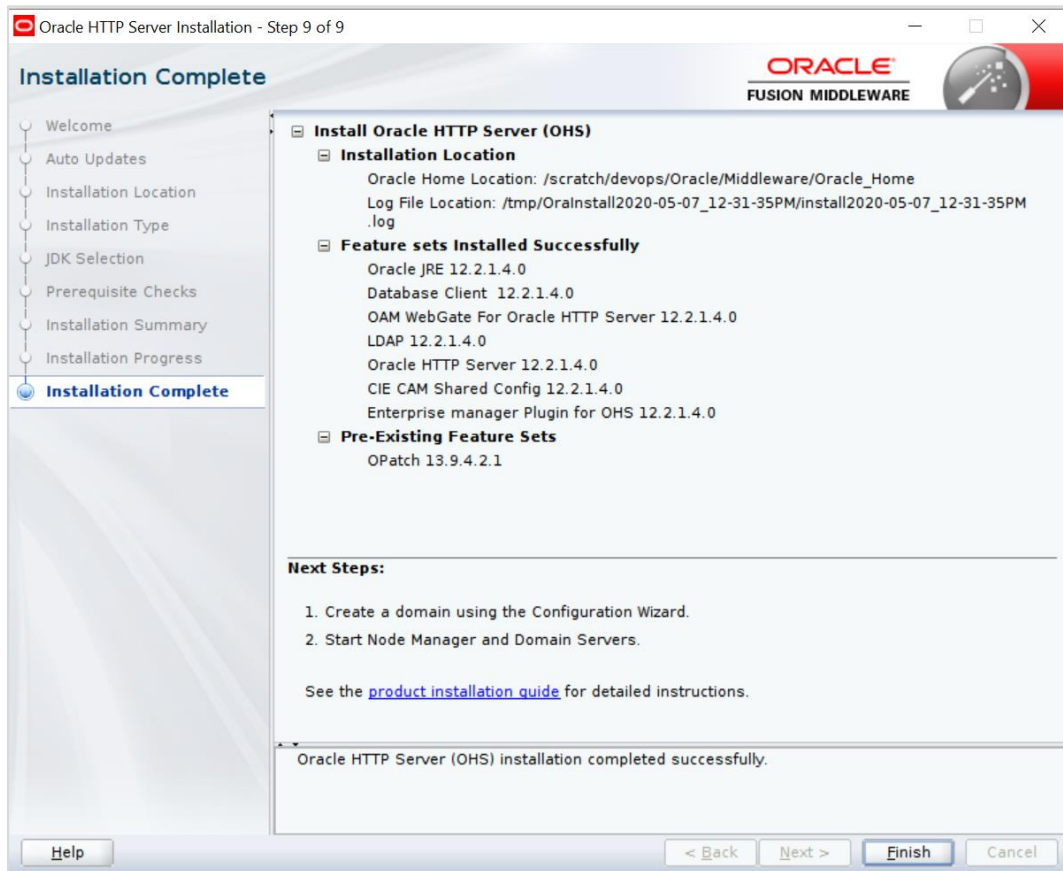 Oracle HTTP Server Installation - Step 9 of 9
Installation Complete
ORACLE
FUSION MIDDLEWARE
Welcome
Auto Updates
Installation Location
Installation Type
JDK Selection
Prerequisite Checks
Installation Summary
Installation Progress
Installation Complete
Install Oracle HTTP Server (OHS)
Installation Location
Oracle Home Location: /scratch/devops/Oracle/Middleware/Oracle_Home
Log File Location: /tmp/OraInstall2020-05-07_12-31-35PM/install2020-05-07_12-31-35PM
.log
Feature sets Installed Successfully
Oracle JRE 12.2.1.4.0
Database Client 12.2.1.4.0
OAM WebGate For Oracle HTTP Server 12.2.1.4.0
LDAP 12.2.1.4.0
Oracle HTTP Server 12.2.1.4.0
CIE CAM Shared Config 12.2.1.4.0
Enterprise manager Plugin for OHS 12.2.1.4.0
Pre-Existing Feature Sets
OPatch 13.9.4.2.1
Next Steps:
1. Create a domain using the Configuration Wizard.
2. Start Node Manager and Domain Servers.
See the product installation guide for detailed instructions.
Oracle HTTP Server (OHS) installation completed successfully.
Help
< Back
Next >
Finish
Cancel